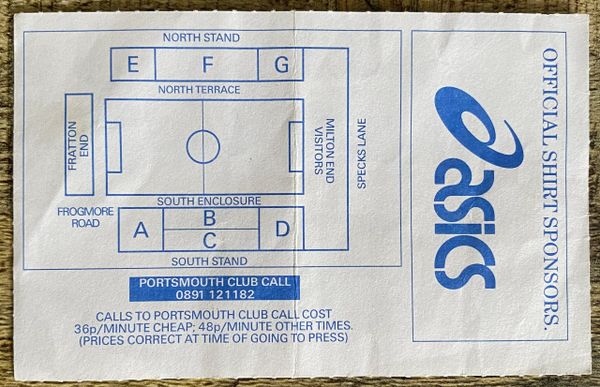 NORTH STAND
E F G
NORTH TERRACE
FRATTON
END
MILTON END
VISITORS
SPECKS LANE
SOUTH ENCLOSURE
FROGMORE
ROAD
A B D
C
SOUTH STAND
PORTSMOUTH CLUB CALL
0891 121182
CALLS TO PORTSMOUTH CLUB CALL COST
36p/MINUTE CHEAP; 48p/MINUTE OTHER TIMES.
(PRICES CORRECT AT TIME OF GOING TO PRESS)
OFFICIAL SHIRT SPONSORS.
asics